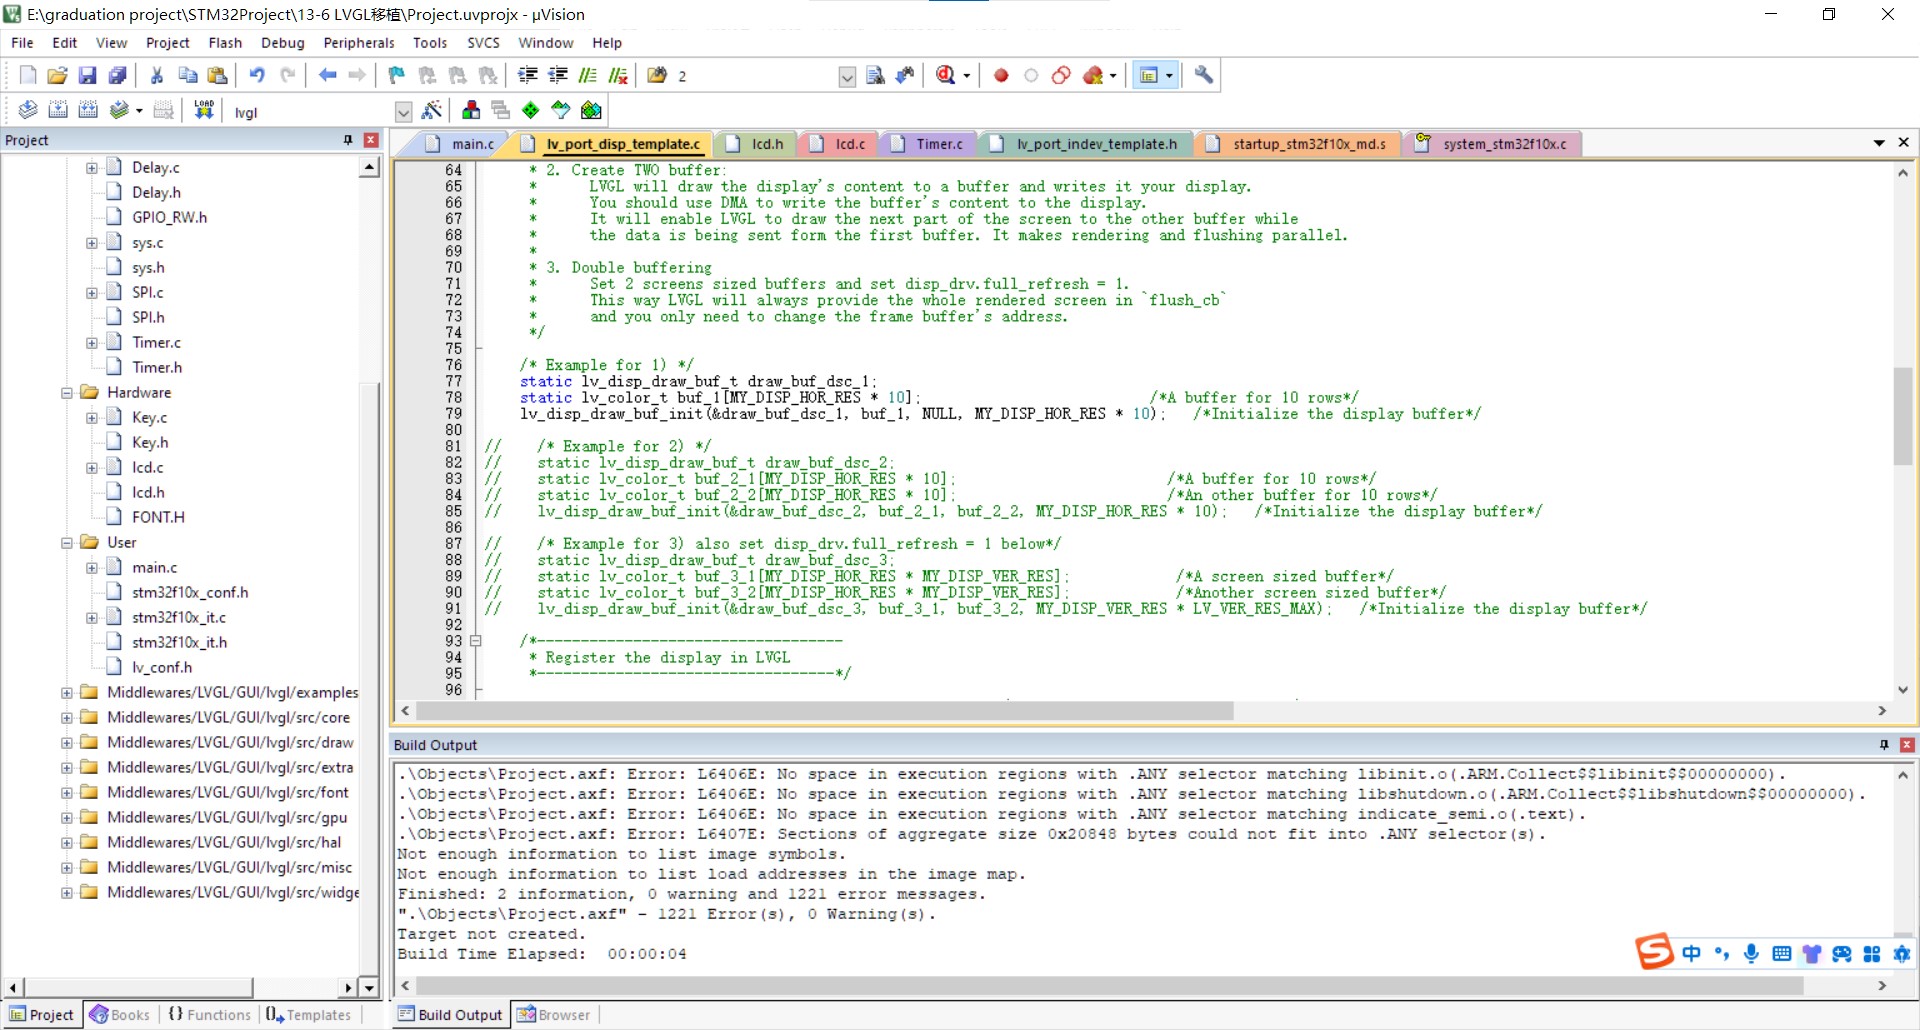 E:\graduation project\STM32Project\13-6 LVGL移植\Project.uvprojx - µVision
File Edit View Project Flash Debug Peripherals Tools SVCS Window Help
2
LOAD lvgl
Project
Delay.c
Delay.h
GPIO_RW.h
sys.c
sys.h
SPI.c
SPI.h
Timer.c
Timer.h
Hardware
Key.c
Key.h
lcd.c
lcd.h
FONT.H
User
main.c
stm32f10x_conf.h
stm32f10x_it.c
stm32f10x_it.h
lv_conf.h
Middlewares/LVGL/GUI/lvgl/examples
Middlewares/LVGL/GUI/lvgl/src/core
Middlewares/LVGL/GUI/lvgl/src/draw
Middlewares/LVGL/GUI/lvgl/src/extra
Middlewares/LVGL/GUI/lvgl/src/font
Middlewares/LVGL/GUI/lvgl/src/gpu
Middlewares/LVGL/GUI/lvgl/src/hal
Middlewares/LVGL/GUI/lvgl/src/misc
Middlewares/LVGL/GUI/lvgl/src/widge
Project Books {} Functions Templates
main.c lv_port_disp_template.c lcd.h lcd.c Timer.c lv_port_indev_template.h startup_stm32f10x_md.s system_stm32f10x.c
64 * 2. Create TWO buffer:
65 * LVGL will draw the display's content to a buffer and writes it your display.
66 * You should use DMA to write the buffer's content to the display.
67 * It will enable LVGL to draw the next part of the screen to the other buffer while
68 * the data is being sent form the first buffer. It makes rendering and flushing parallel.
69 *
70 * 3. Double buffering
71 * Set 2 screens sized buffers and set disp_drv.full_refresh = 1.
72 * This way LVGL will always provide the whole rendered screen in `flush_cb`
73 * and you only need to change the frame buffer's address.
74 */
75
76 /* Example for 1) */
77 static lv_disp_draw_buf_t draw_buf_dsc_1;
78 static lv_color_t buf_1[MY_DISP_HOR_RES * 10]; /*A buffer for 10 rows*/
79 lv_disp_draw_buf_init(&draw_buf_dsc_1, buf_1, NULL, MY_DISP_HOR_RES * 10); /*Initialize the display buffer*/
80
81 // /* Example for 2) */
82 // static lv_disp_draw_buf_t draw_buf_dsc_2;
83 // static lv_color_t buf_2_1[MY_DISP_HOR_RES * 10]; /*A buffer for 10 rows*/
84 // static lv_color_t buf_2_2[MY_DISP_HOR_RES * 10]; /*An other buffer for 10 rows*/
85 // lv_disp_draw_buf_init(&draw_buf_dsc_2, buf_2_1, buf_2_2, MY_DISP_HOR_RES * 10); /*Initialize the display buffer*/
86
87 // /* Example for 3) also set disp_drv.full_refresh = 1 below*/
88 // static lv_disp_draw_buf_t draw_buf_dsc_3;
89 // static lv_color_t buf_3_1[MY_DISP_HOR_RES * MY_DISP_VER_RES]; /*A screen sized buffer*/
90 // static lv_color_t buf_3_2[MY_DISP_HOR_RES * MY_DISP_VER_RES]; /*Another screen sized buffer*/
91 // lv_disp_draw_buf_init(&draw_buf_dsc_3, buf_3_1, buf_3_2, MY_DISP_VER_RES * LV_VER_RES_MAX); /*Initialize the display buffer*/
92
93 /*-----------------------------------
94 * Register the display in LVGL
95 *----------------------------------*/
96
Build Output
.\Objects\Project.axf: Error: L6406E: No space in execution regions with .ANY selector matching libinit.o(.ARM.Collect$$libinit$$00000000).
.\Objects\Project.axf: Error: L6406E: No space in execution regions with .ANY selector matching libshutdown.o(.ARM.Collect$$libshutdown$$00000000).
.\Objects\Project.axf: Error: L6406E: No space in execution regions with .ANY selector matching indicate_semi.o(.text).
.\Objects\Project.axf: Error: L6407E: Sections of aggregate size 0x20848 bytes could not fit into .ANY selector(s).
Not enough information to list image symbols.
Not enough information to list load addresses in the image map.
Finished: 2 information, 0 warning and 1221 error messages.
".\Objects\Project.axf" - 1221 Error(s), 0 Warning(s).
Target not created.
Build Time Elapsed:  00:00:04
S 中
Build Output Browser